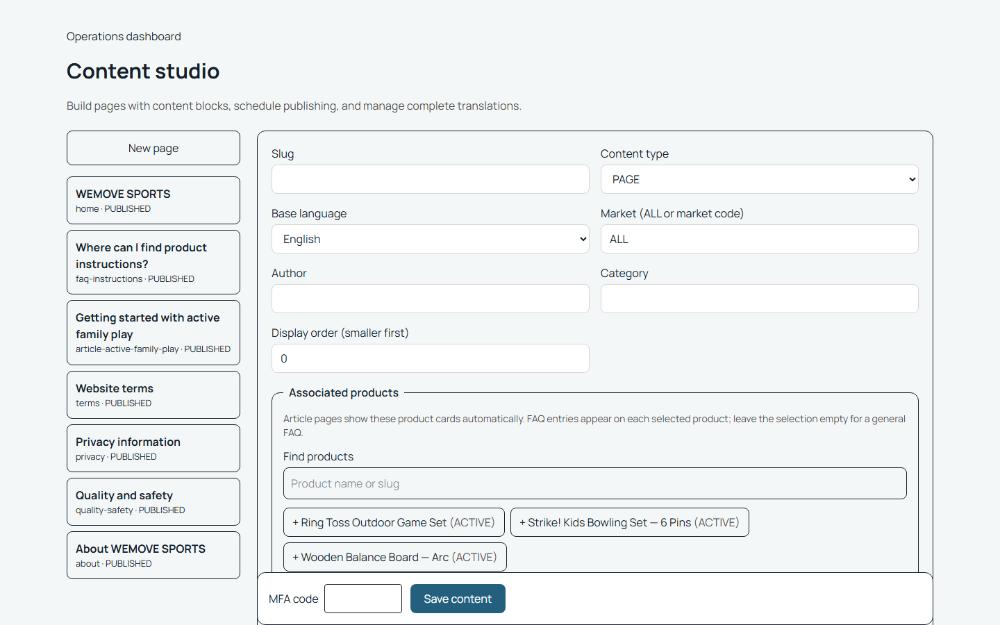 Operations dashboard
Content studio
Build pages with content blocks, schedule publishing, and manage complete translations.
New page
WEMOVE SPORTS
home · PUBLISHED
Where can I find product
instructions?
faq-instructions · PUBLISHED
Getting started with active
family play
article-active-family-play · PUBLISHED
Website terms
terms · PUBLISHED
Privacy information
privacy · PUBLISHED
Quality and safety
quality-safety · PUBLISHED
About WEMOVE SPORTS
about · PUBLISHED
Slug
Content type
PAGE
Base language
English
Market (ALL or market code)
ALL
Author
Category
Display order (smaller first)
0
Associated products
Article pages show these product cards automatically. FAQ entries appear on each selected product; leave the selection empty for a general
FAQ.
Find products
Product name or slug
+ Ring Toss Outdoor Game Set (ACTIVE)
+ Strike! Kids Bowling Set — 6 Pins (ACTIVE)
+ Wooden Balance Board — Arc (ACTIVE)
MFA code
Save content